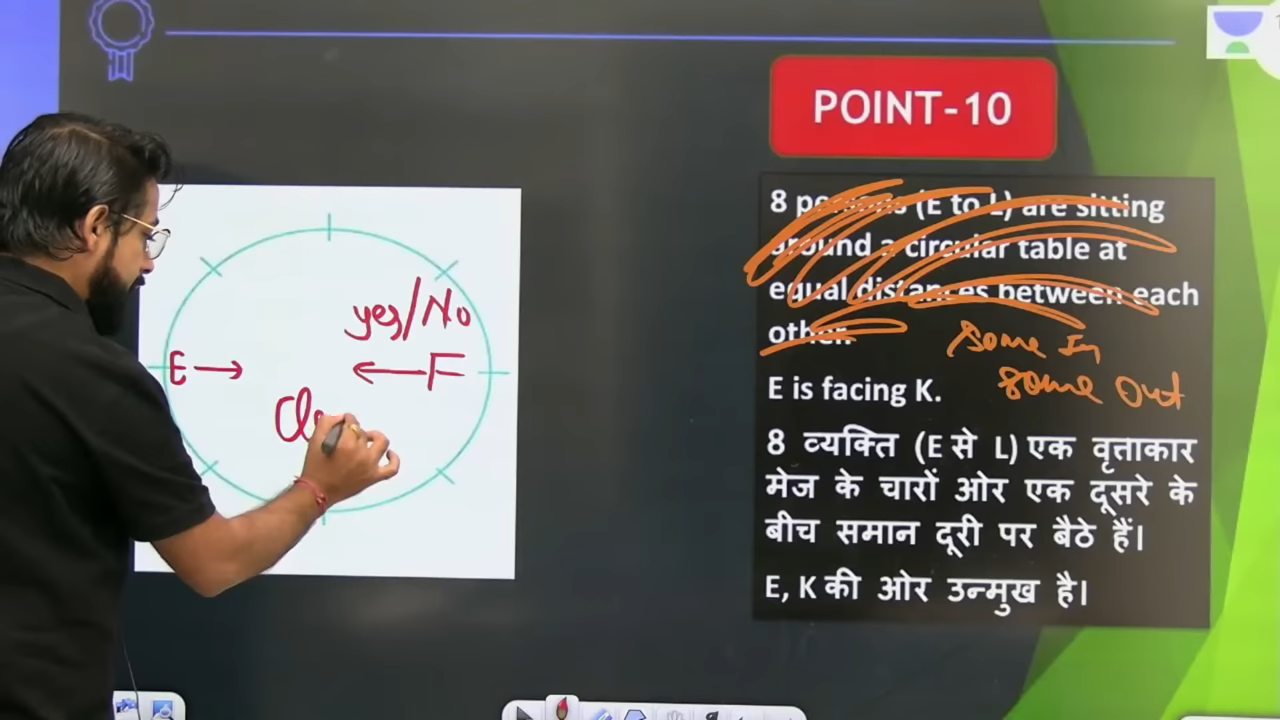 POINT-10
8 persons (E to L) are sitting
around a circular table at
equal distances between each
other.
Some In
Some Out
E is facing K.
8 व्यक्ति (E से L) एक वृत्ताकार
मेज के चारों ओर एक दूसरे के
बीच समान दूरी पर बैठे हैं।
E, K की ओर उन्मुख है।
yes/No
E → ← F